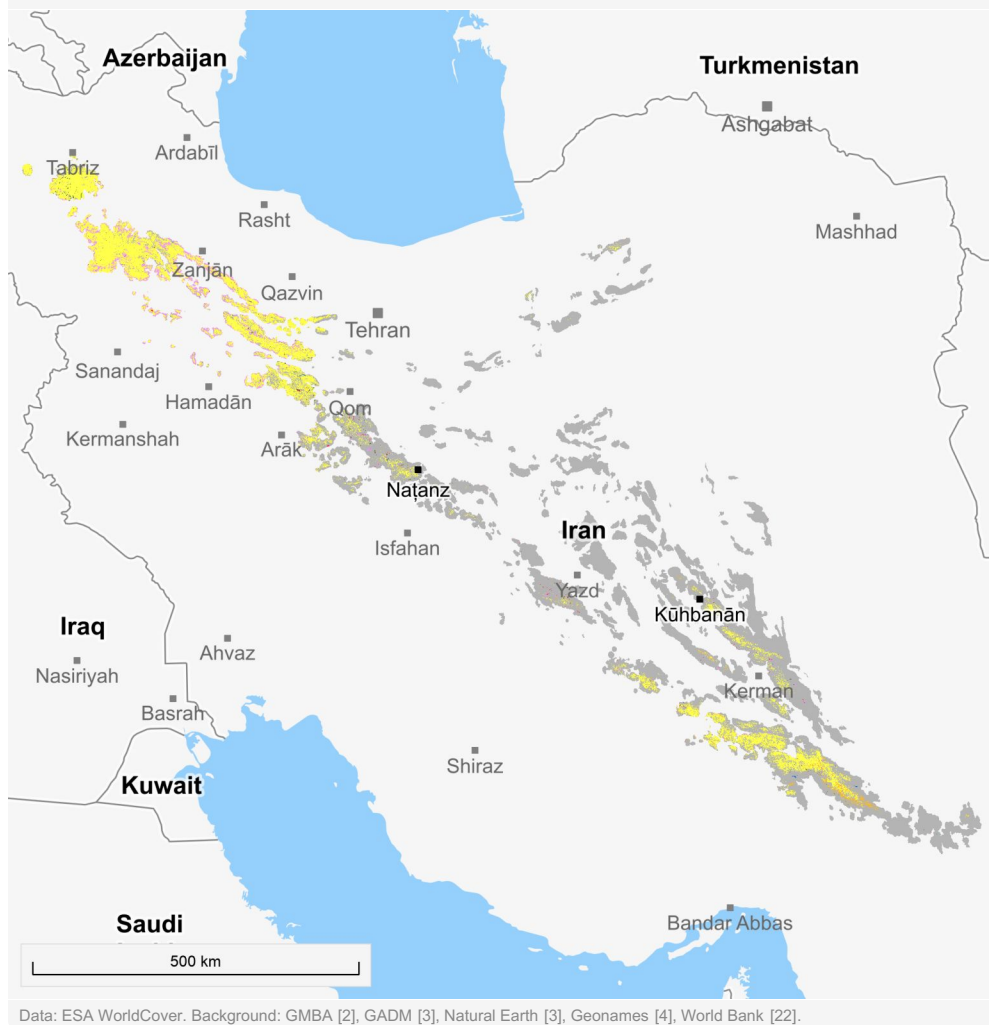 Azerbaijan
Turkmenistan
Ashgabat
Ardabīl
Tabriz
Rasht
Mashhad
Zanjān
Qazvin
Tehran
Sanandaj
Hamadān
Qom
Kermanshah
Arāk
Naṭanz
Iran
Isfahan
Yazd
Kūhbanān
Iraq
Ahvaz
Nasiriyah
Kerman
Basrah
Shiraz
Kuwait
Bandar Abbas
Saudi
500 km
Data: ESA WorldCover. Background: GMBA [2], GADM [3], Natural Earth [3], Geonames [4], World Bank [22].